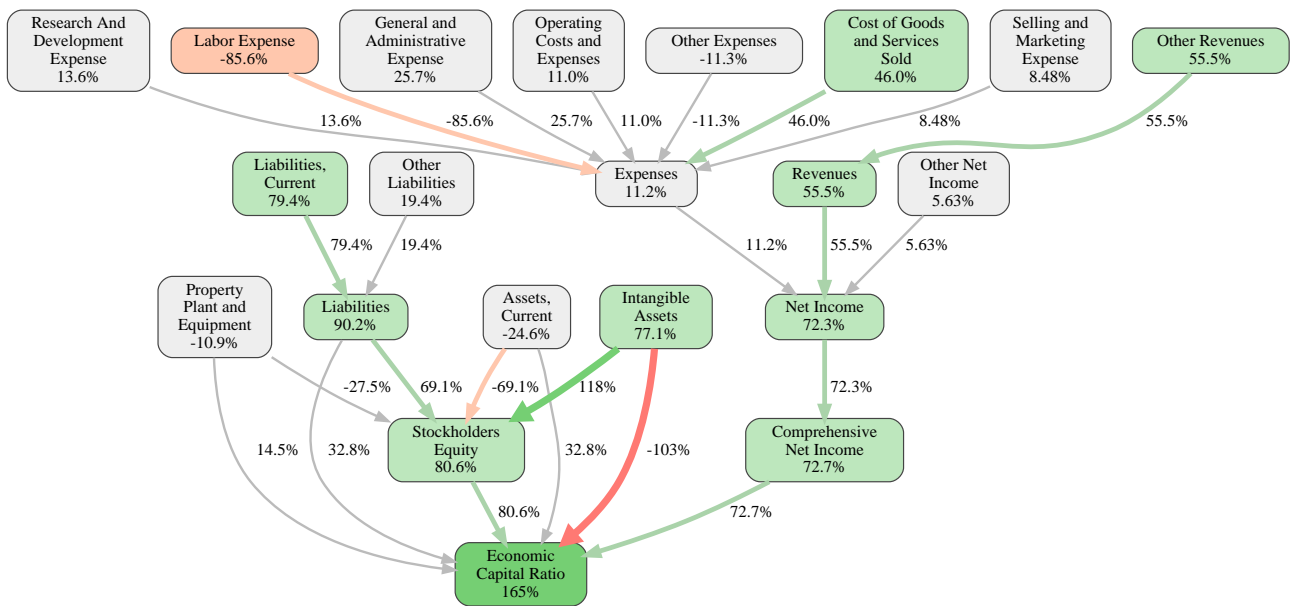 Research And
Development
Expense
13.6%
Labor Expense
-85.6%
General and
Administrative
Expense
25.7%
Operating
Costs and
Expenses
11.0%
Other Expenses
-11.3%
Cost of Goods
and Services
Sold
46.0%
Selling and
Marketing
Expense
8.48%
Other Revenues
55.5%
13.6%
-85.6%
25.7%
11.0%
-11.3%
46.0%
8.48%
55.5%
Liabilities,
Current
79.4%
Other
Liabilities
19.4%
Expenses
11.2%
Revenues
55.5%
Other Net
Income
5.63%
79.4%
19.4%
11.2%
55.5%
5.63%
Property
Plant and
Equipment
-10.9%
Liabilities
90.2%
Assets,
Current
-24.6%
Intangible
Assets
77.1%
Net Income
72.3%
-27.5%
69.1%
-69.1%
118%
72.3%
Stockholders
Equity
80.6%
Comprehensive
Net Income
72.7%
14.5%
32.8%
32.8%
-103%
80.6%
72.7%
Economic
Capital Ratio
165%